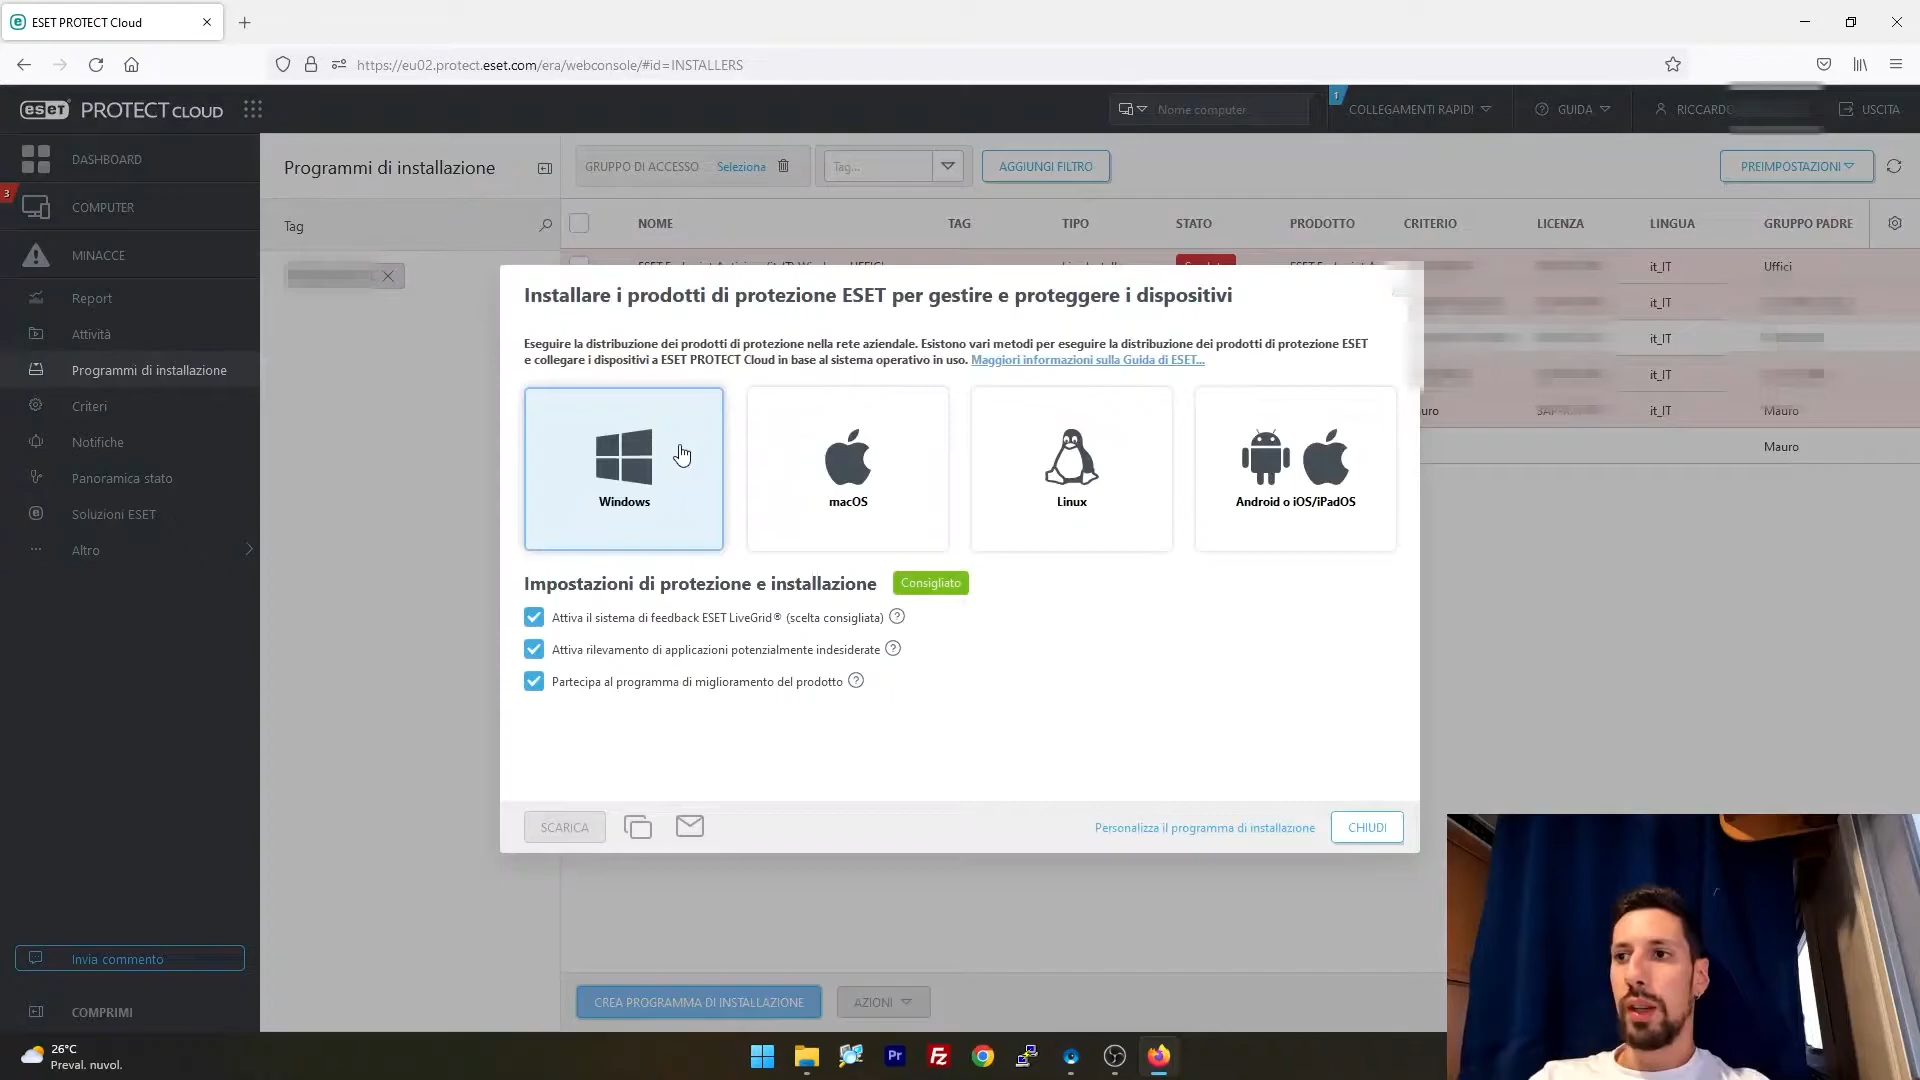 ESET PROTECT Cloud
https://eu02.protect.eset.com/era/webconsole/#id=INSTALLERS
eseT PROTECT CLOUD
Nome computer
1
COLLEGAMENTI RAPIDI
GUIDA
RICCARDO
USCITA
DASHBOARD
3
COMPUTER
MINACCE
Report
Attività
Programmi di installazione
Criteri
Notifiche
Panoramica stato
Soluzioni ESET
Altro
Invia commento
COMPRIMI
Programmi di installazione
Tag
GRUPPO DI ACCESSO Seleziona
Tag...
AGGIUNGI FILTRO
PREIMPOSTAZIONI
NOME TAG TIPO STATO PRODOTTO CRITERIO LICENZA LINGUA GRUPPO PADRE
it_IT Uffici
it_IT
it_IT
it_IT
uro it_IT Mauro
Mauro
Installare i prodotti di protezione ESET per gestire e proteggere i dispositivi
Eseguire la distribuzione dei prodotti di protezione nella rete aziendale. Esistono vari metodi per eseguire la distribuzione dei prodotti di protezione ESET
e collegare i dispositivi a ESET PROTECT Cloud in base al sistema operativo in uso. Maggiori informazioni sulla Guida di ESET...
Windows
macOS
Linux
Android o iOS/iPadOS
Impostazioni di protezione e installazione Consigliato
Attiva il sistema di feedback ESET LiveGrid® (scelta consigliata)
Attiva rilevamento di applicazioni potenzialmente indesiderate
Partecipa al programma di miglioramento del prodotto
SCARICA
Personalizza il programma di installazione
CHIUDI
CREA PROGRAMMA DI INSTALLAZIONE
AZIONI
26°C
Preval. nuvol.
Pr
FZ